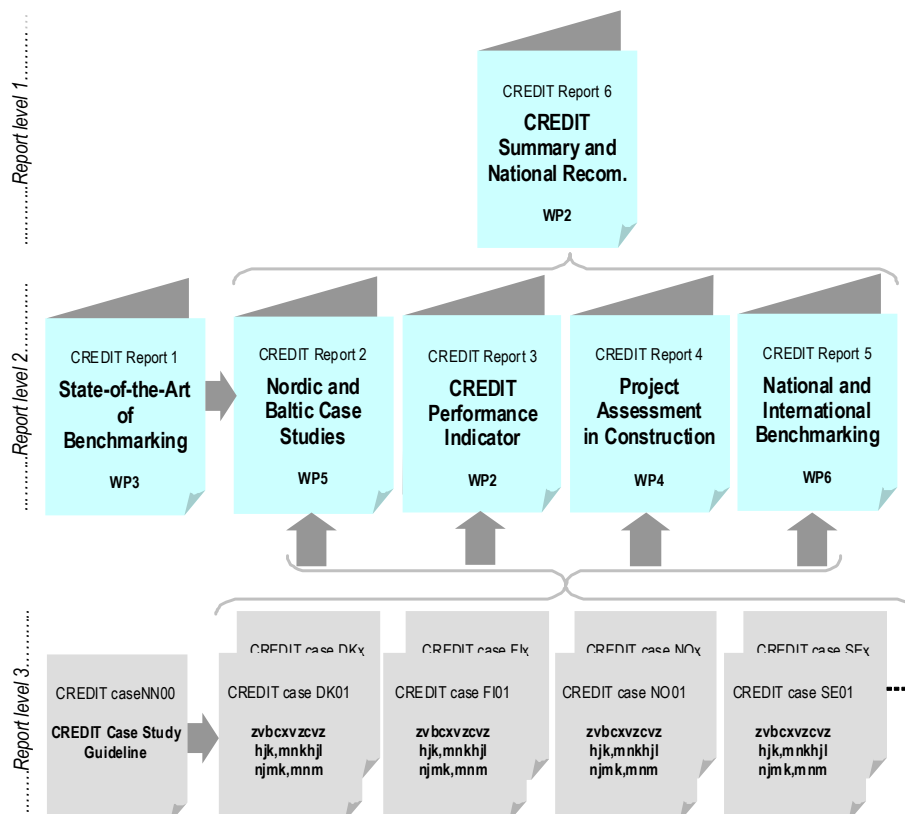 .........Report level 1...............
CREDIT Report 6
CREDIT
Summary and
National Recom.
WP2
.........Report level 2...............
CREDIT Report 1
State-of-the-Art
of
Benchmarking
WP3
CREDIT Report 2
Nordic and
Baltic Case
Studies
WP5
CREDIT Report 3
CREDIT
Performance
Indicator
WP2
CREDIT Report 4
Project
Assessment
in Construction
WP4
CREDIT Report 5
National and
International
Benchmarking
WP6
.........Report level 3...........
CREDIT caseNN00
CREDIT Case Study
Guideline
CREDIT case DKx
CREDIT case DK01
zvbcxvzcvz
hjk,mnkhjl
njmk,mnm
CREDIT case FIx
CREDIT case FI01
zvbcxvzcvz
hjk,mnkhjl
njmk,mnm
CREDIT case NOx
CREDIT case NO01
zvbcxvzcvz
hjk,mnkhjl
njmk,mnm
CREDIT case SEx
CREDIT case SE01
zvbcxvzcvz
hjk,mnkhjl
njmk,mnm